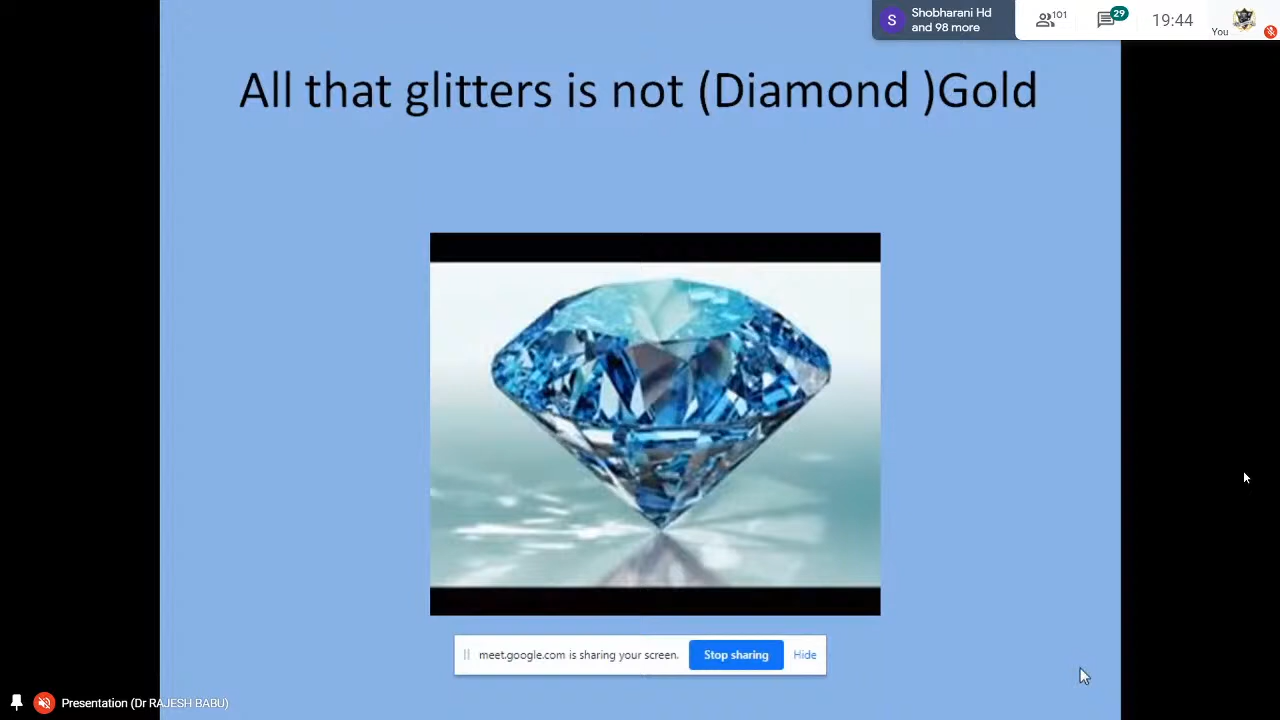 Shobharani Hd
and 98 more
S
101
29
19:44
You
All that glitters is not (Diamond )Gold
meet.google.com is sharing your screen.
Stop sharing
Hide
Presentation (Dr RAJESH BABU)